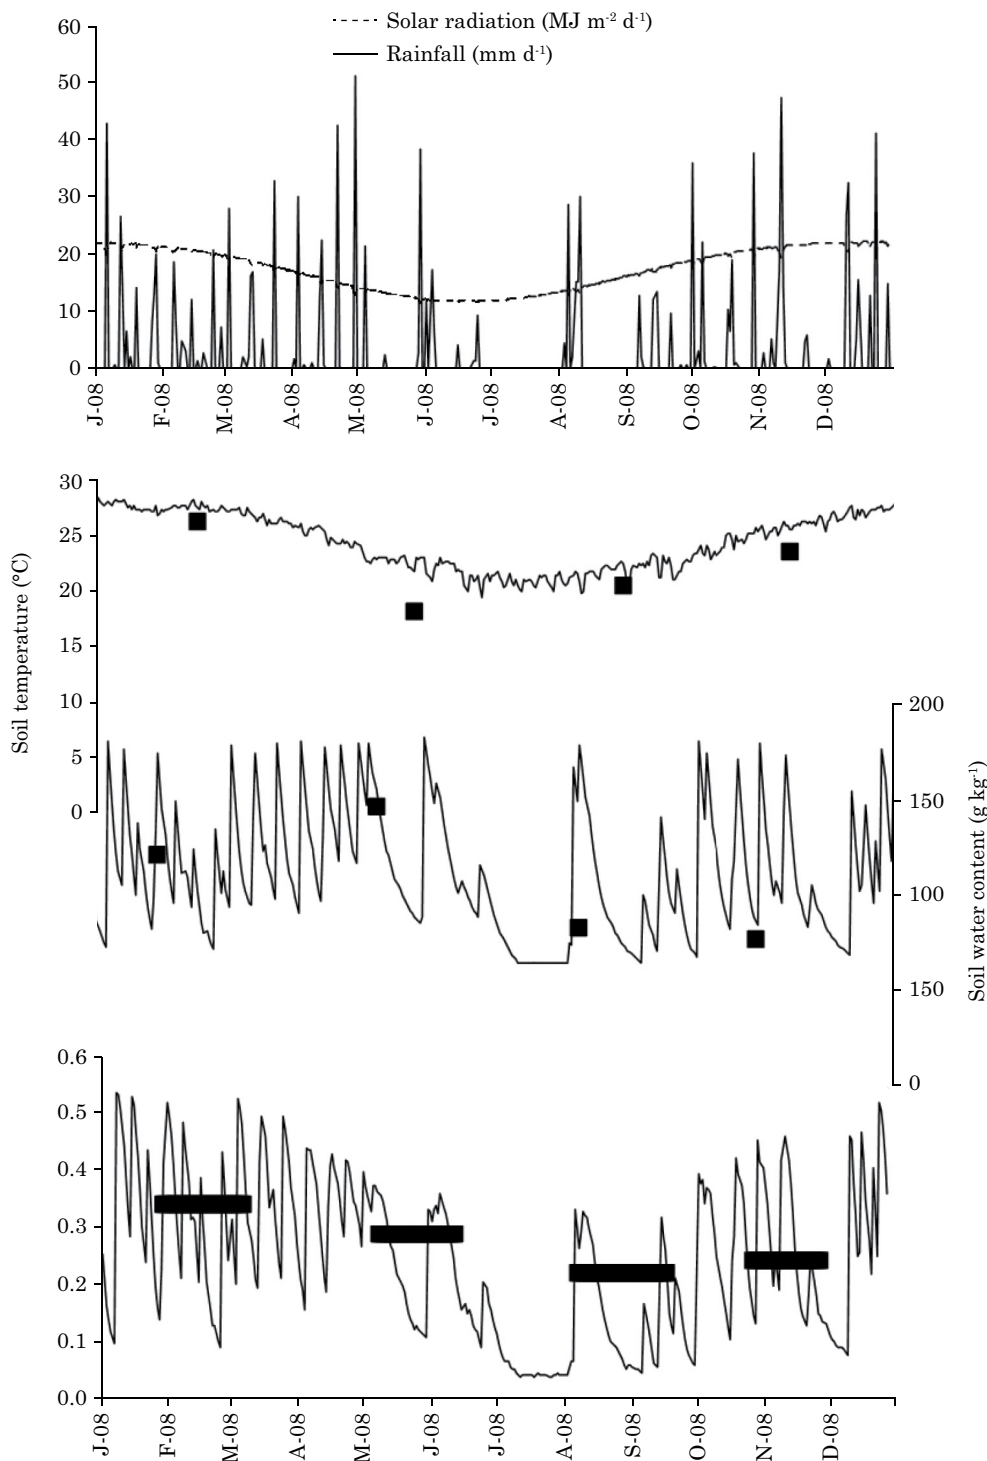 Solar radiation (MJ m⁻² d⁻¹)
Rainfall (mm d⁻¹)
60
50
40
30
20
10
0
J-08
F-08
M-08
A-08
M-08
J-08
J-08
A-08
S-08
O-08
N-08
D-08
Soil temperature (°C)
30
25
20
15
10
5
0
Soil water content (g kg⁻¹)
200
150
100
150
0
0.6
0.5
0.4
0.3
0.2
0.1
0.0
J-08
F-08
M-08
A-08
M-08
J-08
J-08
A-08
S-08
O-08
N-08
D-08